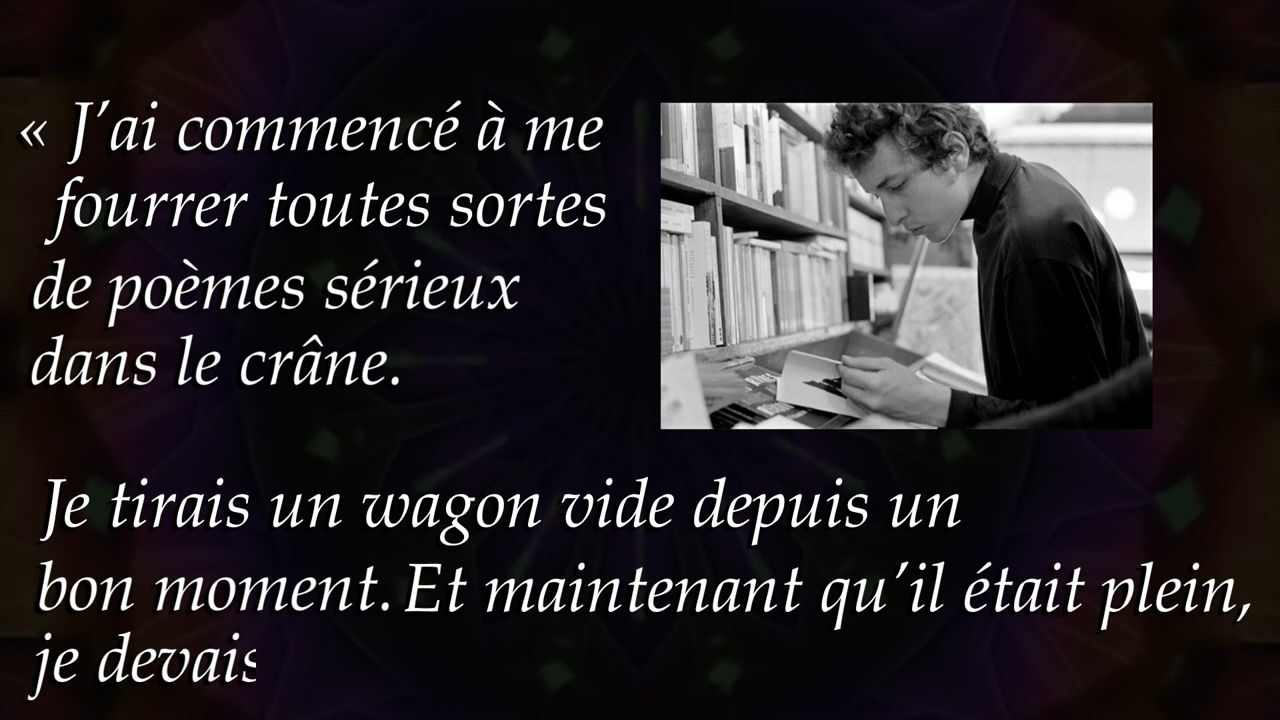 « J’ai commencé à me
fourrer toutes sortes
de poèmes sérieux
dans le crâne.
Je tirais un wagon vide depuis un
bon moment. Et maintenant qu’il était plein,
je devais